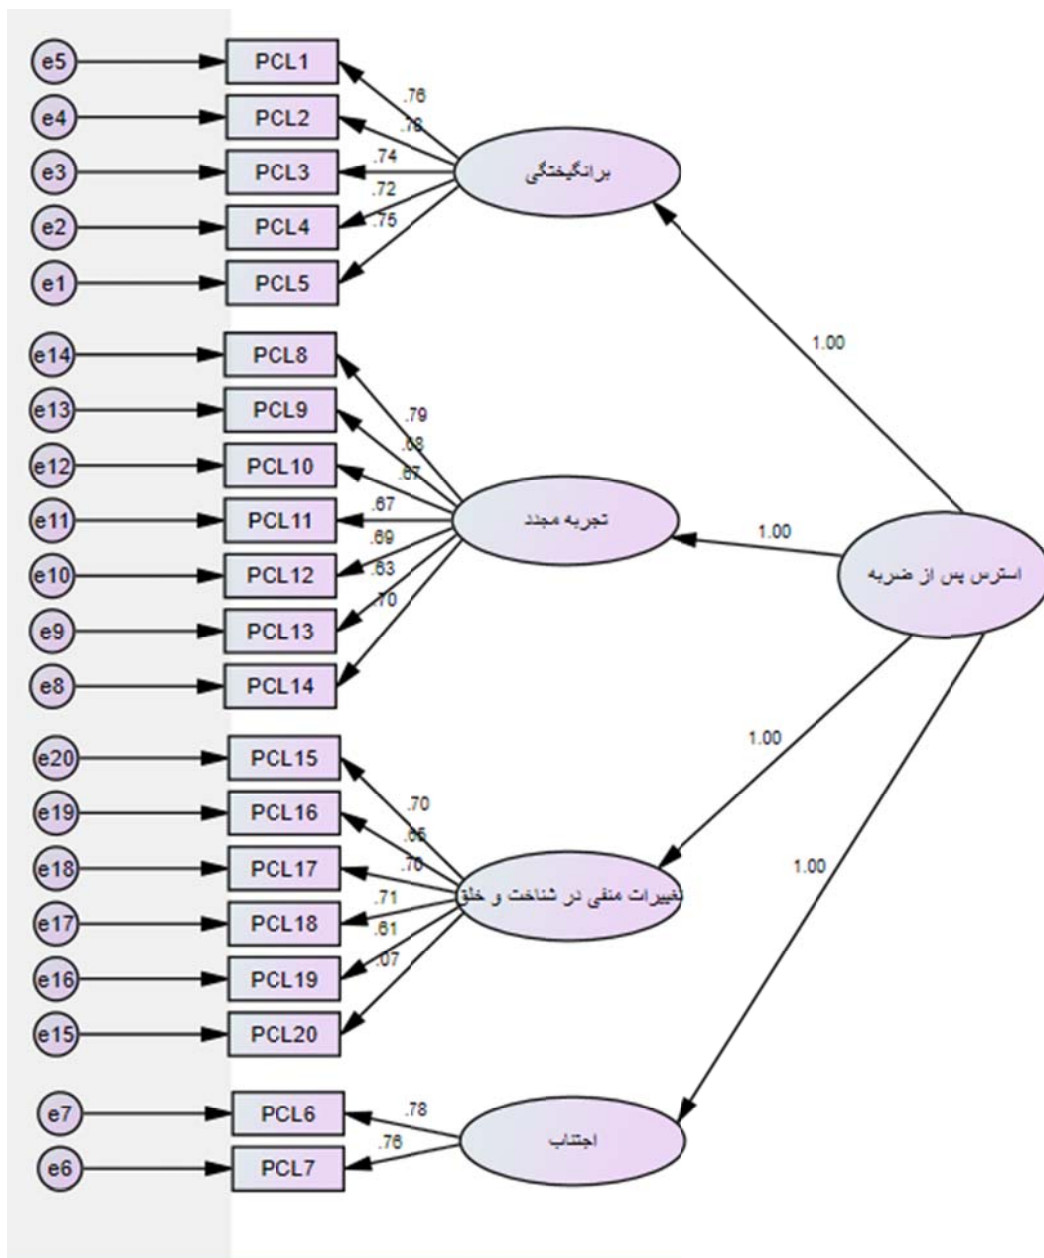 e5 PCL1
.76
e4 PCL2
.78
e3 PCL3
.74
برانگیختگی
e2 PCL4
.72
e1 PCL5
.75
1.00
e14 PCL8
.79
e13 PCL9
.68
e12 PCL10
.67
e11 PCL11
.67
تجربه مجدد
1.00
e10 PCL12
.69
استرس پس از ضربه
e9 PCL13
.63
e8 PCL14
.70
1.00
e20 PCL15
.70
e19 PCL16
.65
e18 PCL17
.70
1.00
تغییرات منفی در شناخت و خلق
e17 PCL18
.71
e16 PCL19
.61
e15 PCL20
.07
e7 PCL6
.78
اجتناب
e6 PCL7
.76